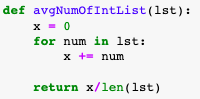 def avgNumOfIntList(lst):
    x = 0
    for num in lst:
        x += num

    return x/len(lst)